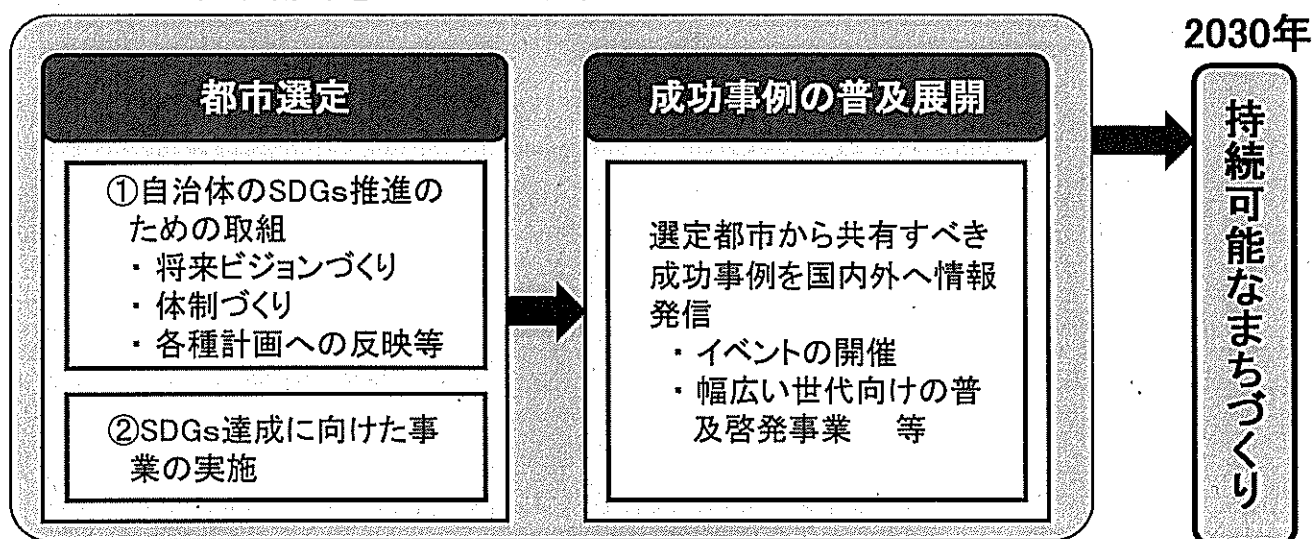 都市選定
①自治体のSDGs推進の
ための取組
・将来ビジョンづくり
・体制づくり
・各種計画への反映等
②SDGs達成に向けた事
業の実施
成功事例の普及展開
選定都市から共有すべき
成功事例を国内外へ情報
発信
・イベントの開催
・幅広い世代向けの普
及啓発事業 等
2030年
持続可能なまちづくり